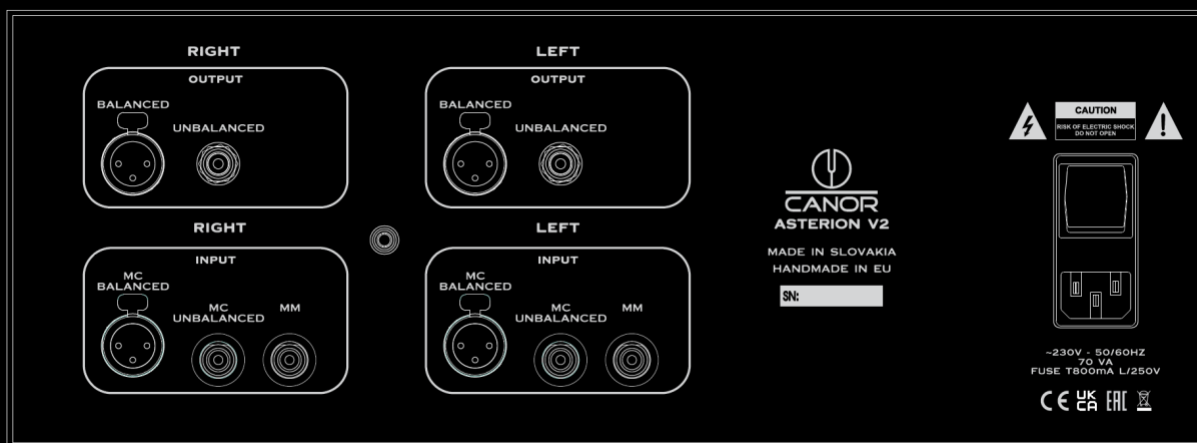 RIGHT
OUTPUT
BALANCED
UNBALANCED
LEFT
OUTPUT
BALANCED
UNBALANCED
RIGHT
INPUT
MC
BALANCED
MC
UNBALANCED
MM
LEFT
INPUT
MC
BALANCED
MC
UNBALANCED
MM
CANOR
ASTERION V2
MADE IN SLOVAKIA
HANDMADE IN EU
SN:
CAUTION
RISK OF ELECTRIC SHOCK
DO NOT OPEN
~230V - 50/60HZ
70 VA
FUSE T800mA L/250V
CE UK CA EAC